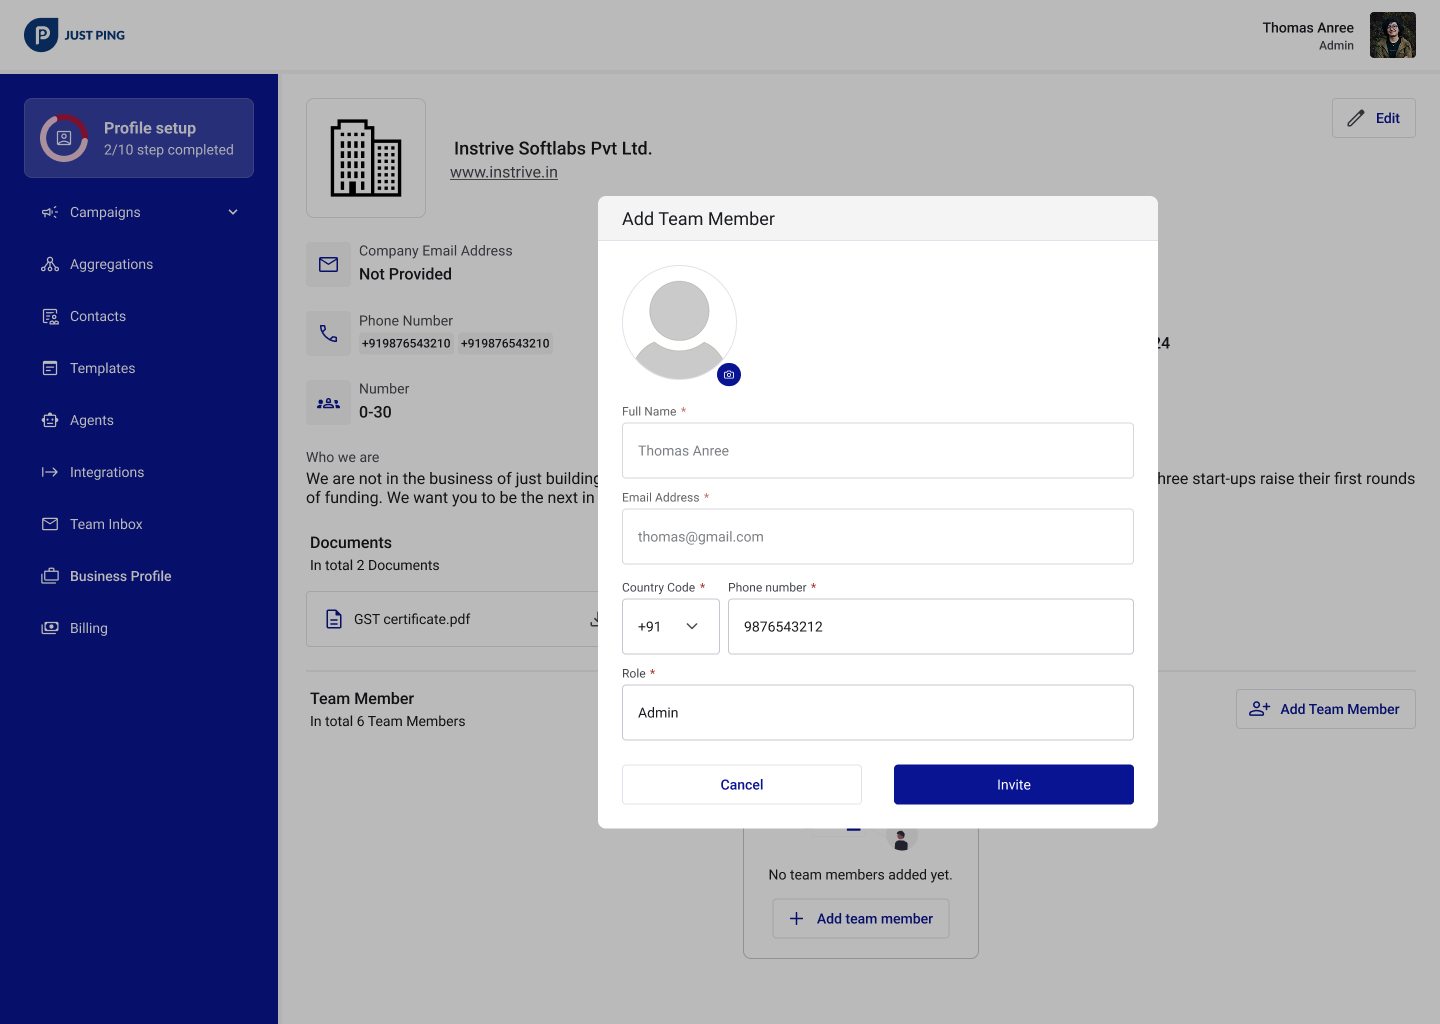 JUST PING
Thomas Anree
Admin
Profile setup
2/10 step completed
Campaigns
Aggregations
Contacts
Templates
Agents
Integrations
Team Inbox
Business Profile
Billing
Instrive Softlabs Pvt Ltd.
www.instrive.in
Edit
Company Email Address
Not Provided
Phone Number
+919876543210 +919876543210
24
Number
0-30
Who we are
We are not in the business of just building
hree start-ups raise their first rounds
of funding. We want you to be the next in
Documents
In total 2 Documents
GST certificate.pdf
Team Member
In total 6 Team Members
Add Team Member
Add Team Member
Full Name *
Thomas Anree
Email Address *
thomas@gmail.com
Country Code * Phone number *
+91 9876543212
Role *
Admin
Cancel Invite
No team members added yet.
Add team member